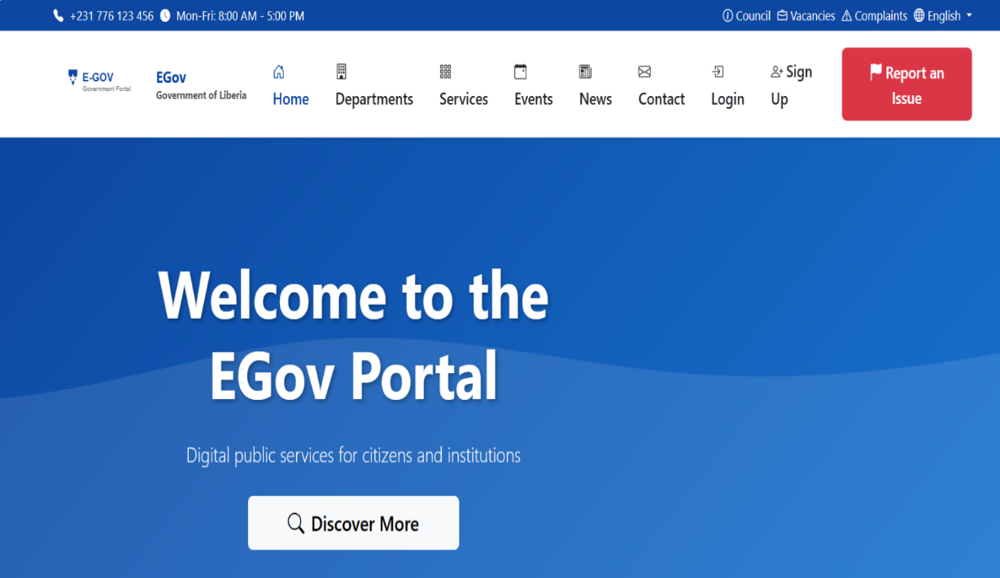 +231 776 123 456 Mon-Fri: 8:00 AM - 5:00 PM Council Vacancies Complaints English
E-GOV
Government Portal
EGov
Government of Liberia
Home
Departments
Services
Events
News
Contact
Login
Sign
Up
Report an
Issue
Welcome to the
EGov Portal
Digital public services for citizens and institutions
Discover More